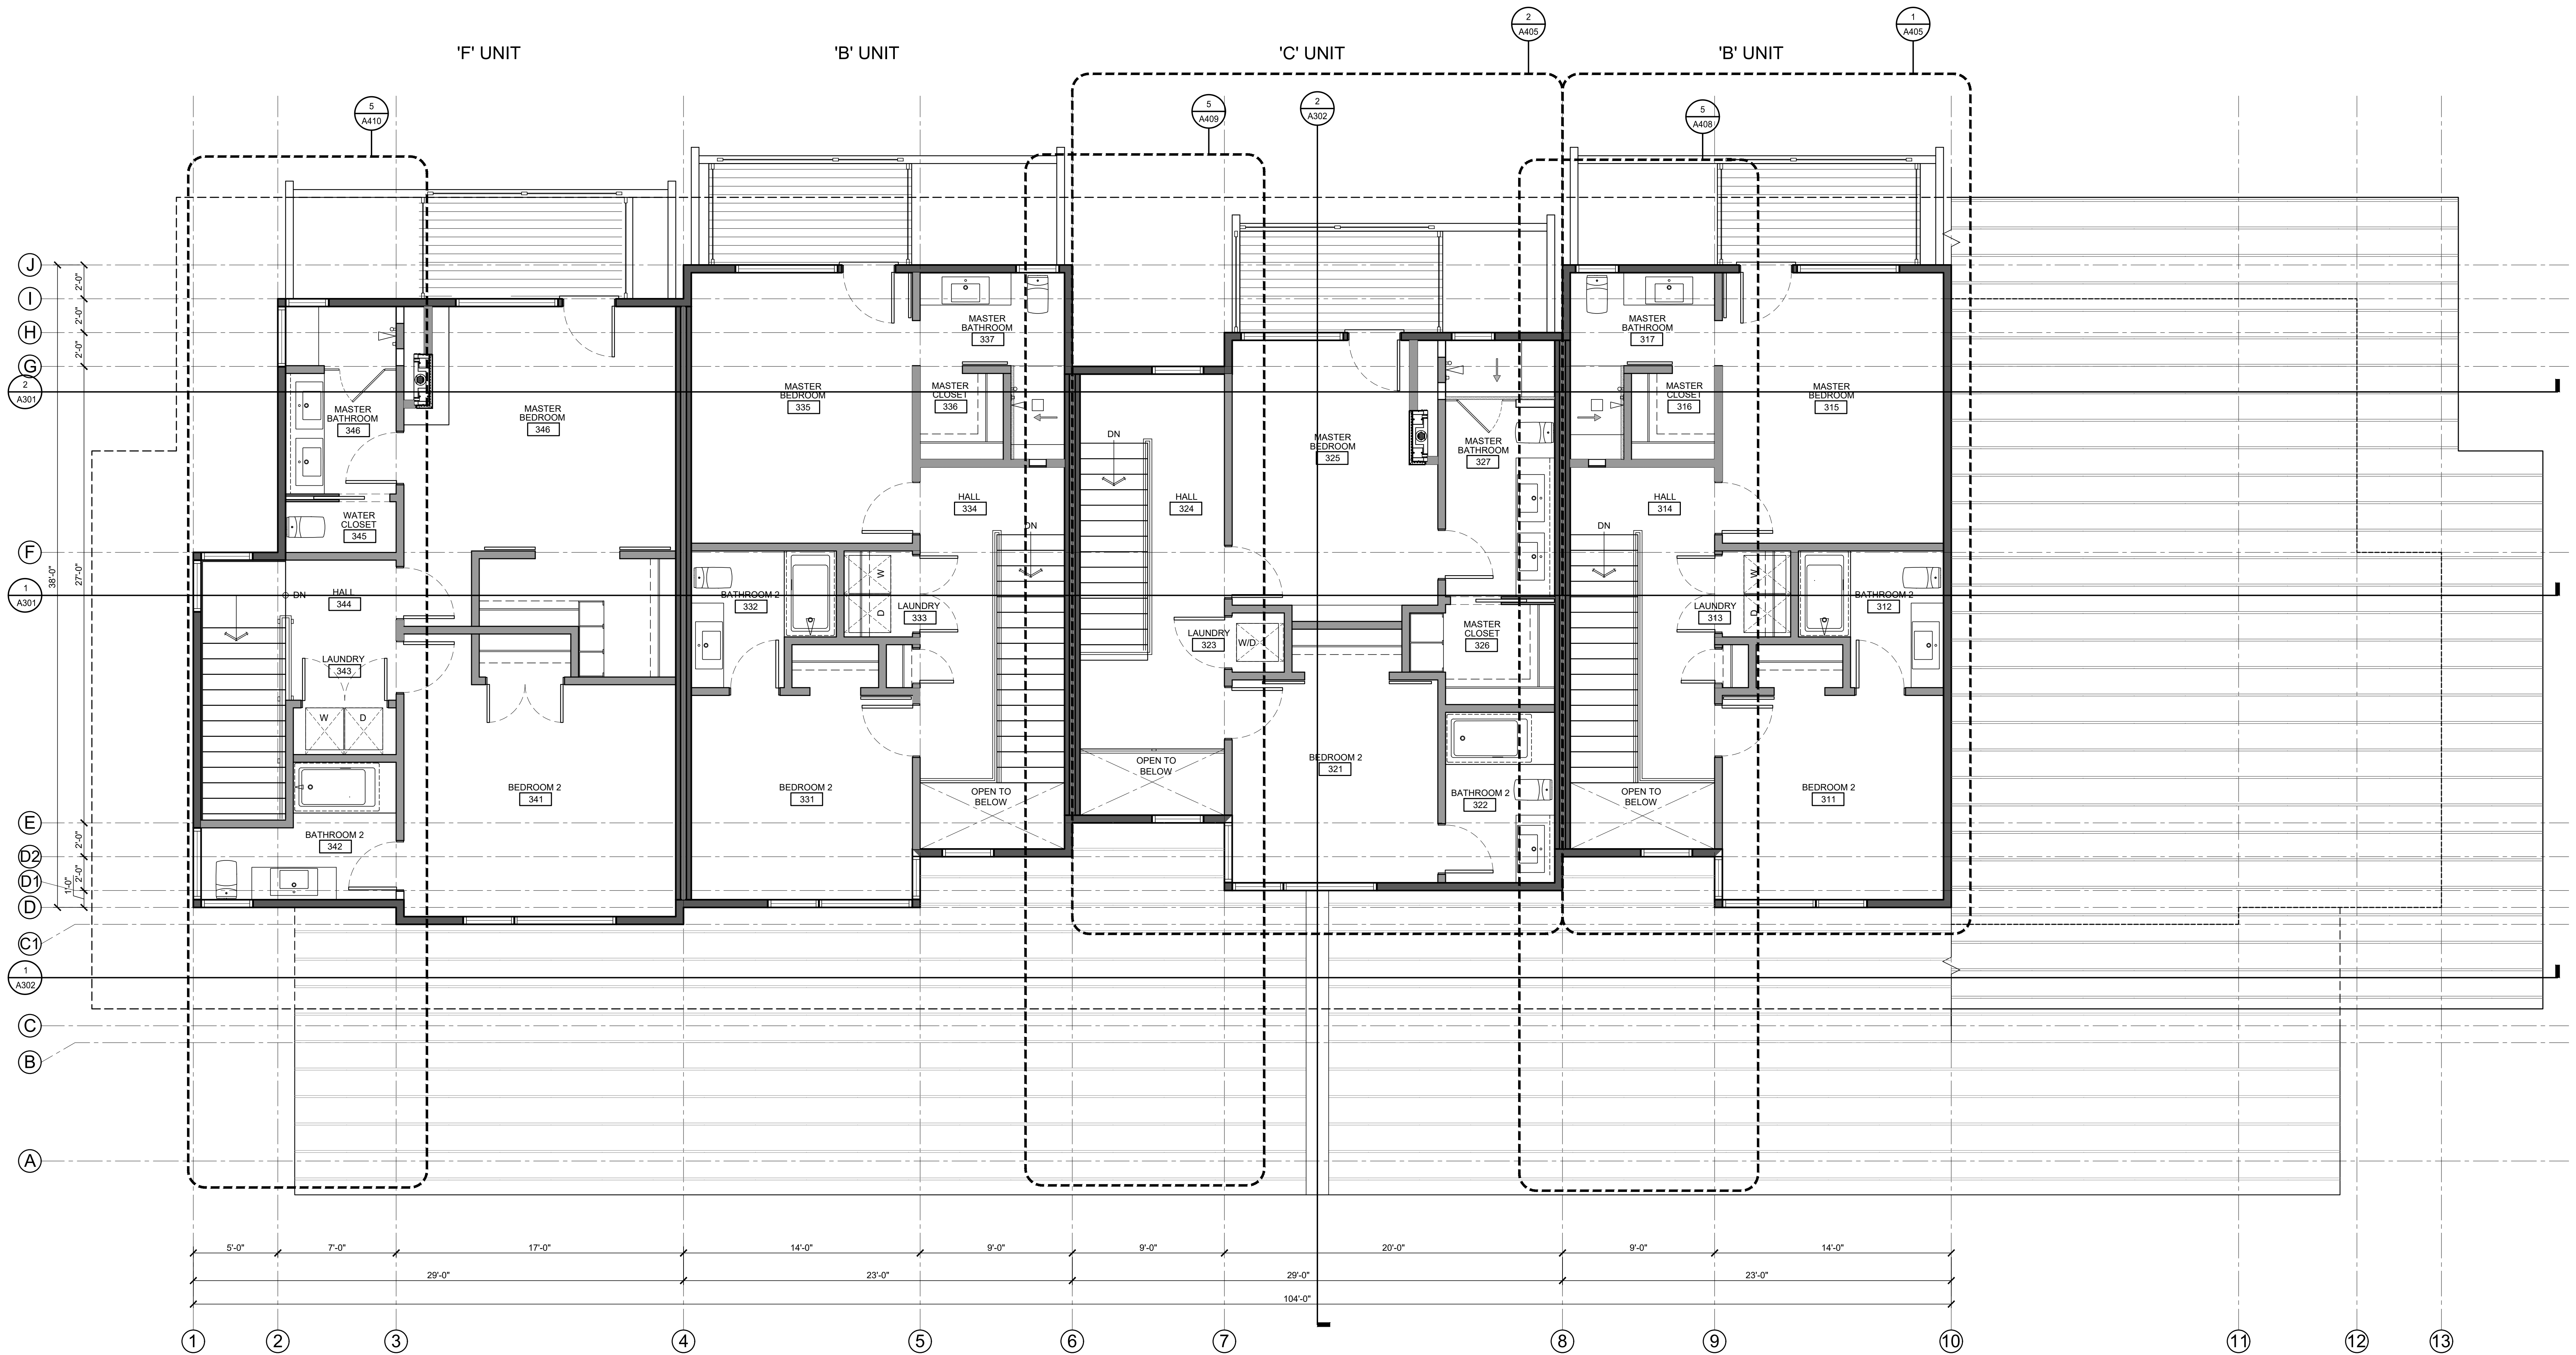 'F' UNIT
'B' UNIT
'C' UNIT
'B' UNIT
2
A405
1
A405
5
A410
5
A409
2
A302
5
A408
J
I
H
G
2
A301
F
1
A301
E
D2
D1
D
C1
1
A302
C
B
A
2'-0"
2'-0"
2'-0"
27'-0"
38'-0"
2'-0"
2'-0"
1'-0"
MASTER
BATHROOM
346
MASTER
BEDROOM
346
WATER
CLOSET
345
HALL
344
DN
LAUNDRY
343
W
D
BATHROOM 2
342
BEDROOM 2
341
MASTER
BATHROOM
337
MASTER
BEDROOM
335
MASTER
CLOSET
336
HALL
334
DN
BATHROOM 2
332
W
D
LAUNDRY
333
BEDROOM 2
331
OPEN TO
BELOW
DN
HALL
324
MASTER
BEDROOM
325
MASTER
BATHROOM
327
LAUNDRY
323
W/D
MASTER
CLOSET
326
OPEN TO
BELOW
BEDROOM 2
321
BATHROOM 2
322
MASTER
BATHROOM
317
MASTER
CLOSET
316
MASTER
BEDROOM
315
HALL
314
DN
LAUNDRY
313
W
D
BATHROOM 2
312
OPEN TO
BELOW
BEDROOM 2
311
5'-0"
7'-0"
17'-0"
14'-0"
9'-0"
9'-0"
20'-0"
9'-0"
14'-0"
29'-0"
23'-0"
29'-0"
23'-0"
104'-0"
1
2
3
4
5
6
7
8
9
10
11
12
13